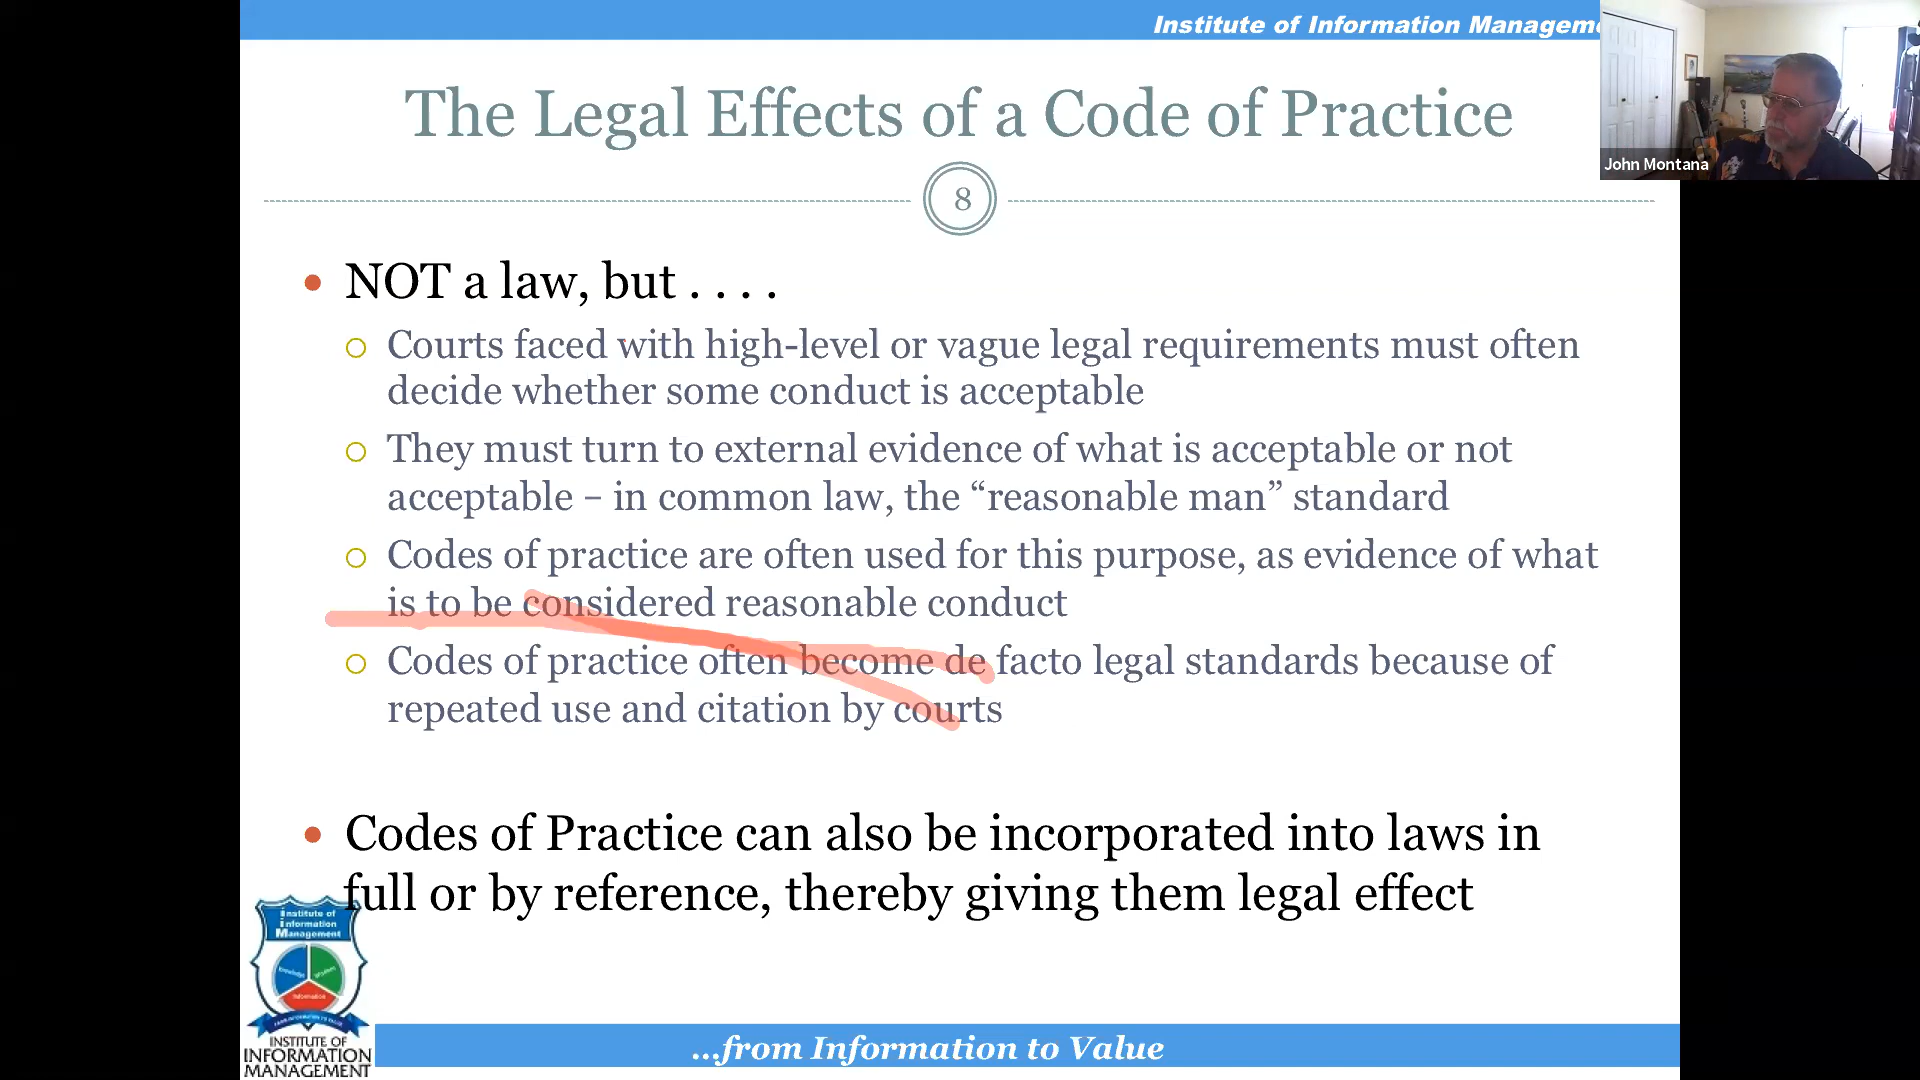 Institute of Information Managem
John Montana
The Legal Effects of a Code of Practice
8
NOT a law, but . . . .
Courts faced with high-level or vague legal requirements must often
decide whether some conduct is acceptable
They must turn to external evidence of what is acceptable or not
acceptable – in common law, the “reasonable man” standard
Codes of practice are often used for this purpose, as evidence of what
is to be considered reasonable conduct
Codes of practice often become de facto legal standards because of
repeated use and citation by courts
Codes of Practice can also be incorporated into laws in
full or by reference, thereby giving them legal effect
Institute of
Information
Management
Knowledge
Wisdom
Information
INSTITUTE OF
INFORMATION
MANAGEMENT
...from Information to Value